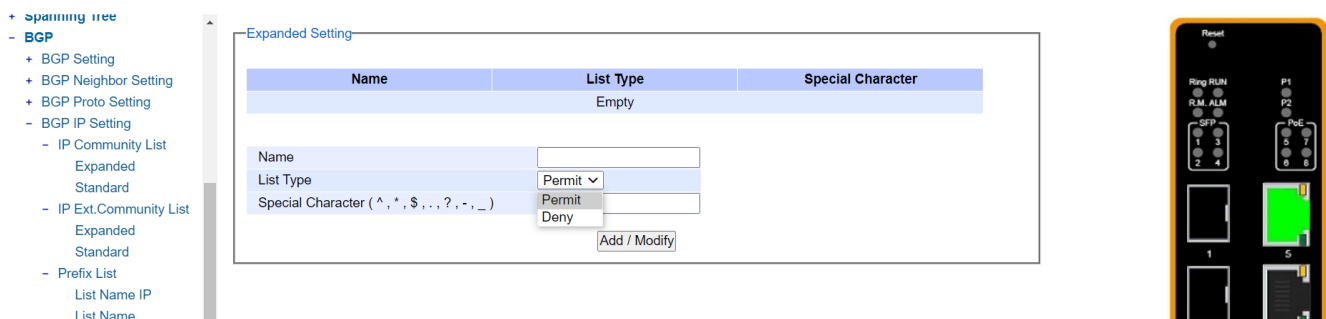 + Spanning Tree
- BGP
+ BGP Setting
+ BGP Neighbor Setting
+ BGP Proto Setting
- BGP IP Setting
- IP Community List
Expanded
Standard
- IP Ext.Community List
Expanded
Standard
- Prefix List
List Name IP
List Name
Expanded Setting
Name List Type Special Character
Empty
Name
List Type Permit
Special Character ( ^ , * , $ , . , ? , - , _ )
Permit
Deny
Add / Modify
Reset
Ring RUN P1
R.M. ALM P2
SFP PoE
1 3 5 7
2 4 6 8
1 5